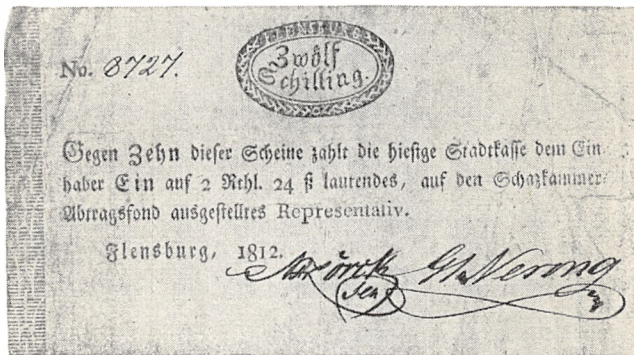 Zwölf
Schilling.
No. 8727.
Gegen Zehn dieser Scheine zahlt die hiesige Stadtkasse dem Ein-
haber Ein auf 2 Rthl. 24 ß lautendes, auf den Schazkammer-
Abtragsfond ausgestelltes Representativ.
Flensburg, 1812.